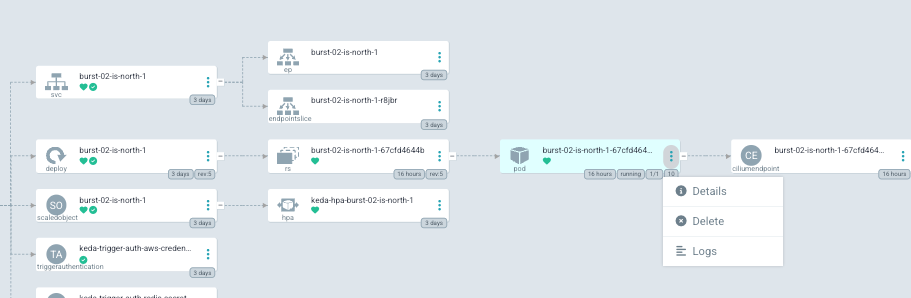 burst-02-is-north-1
svc
3 days
burst-02-is-north-1
ep
3 days
burst-02-is-north-1-r8jbr
endpointslice
3 days
burst-02-is-north-1
deploy
3 days rev:5
burst-02-is-north-1-67cfd4644b
rs
16 hours rev:5
burst-02-is-north-1-67cfd464...
pod
16 hours running 1/1 10
CE
burst-02-is-north-1-67cfd464...
ciliumendpoint
16 hours
Details
Delete
Logs
SO
burst-02-is-north-1
scaledobject
3 days
keda-hpa-burst-02-is-north-1
hpa
3 days
TA
keda-trigger-auth-aws-creden...
triggerauthentication
3 days